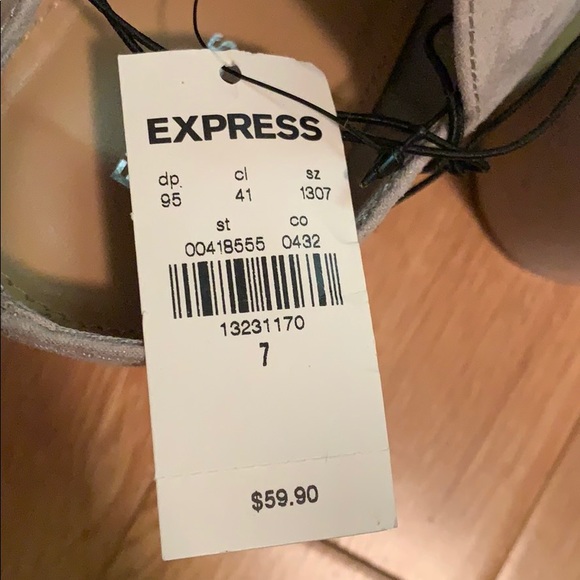 EXPRESS
dp. cl sz
95 41 1307
st co
00418555 0432
13231170
7
$59.90